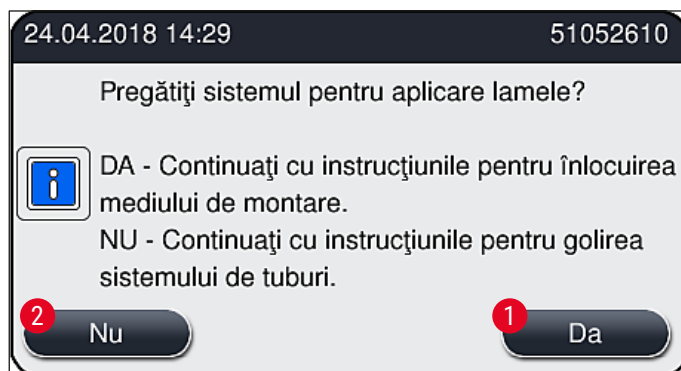 24.04.2018 14:29 51052610
Pregătiţi sistemul pentru aplicare lamele?
DA - Continuaţi cu instrucţiunile pentru înlocuirea
mediului de montare.
NU - Continuaţi cu instrucţiunile pentru golirea
sistemului de tuburi.
2 1
Nu Da